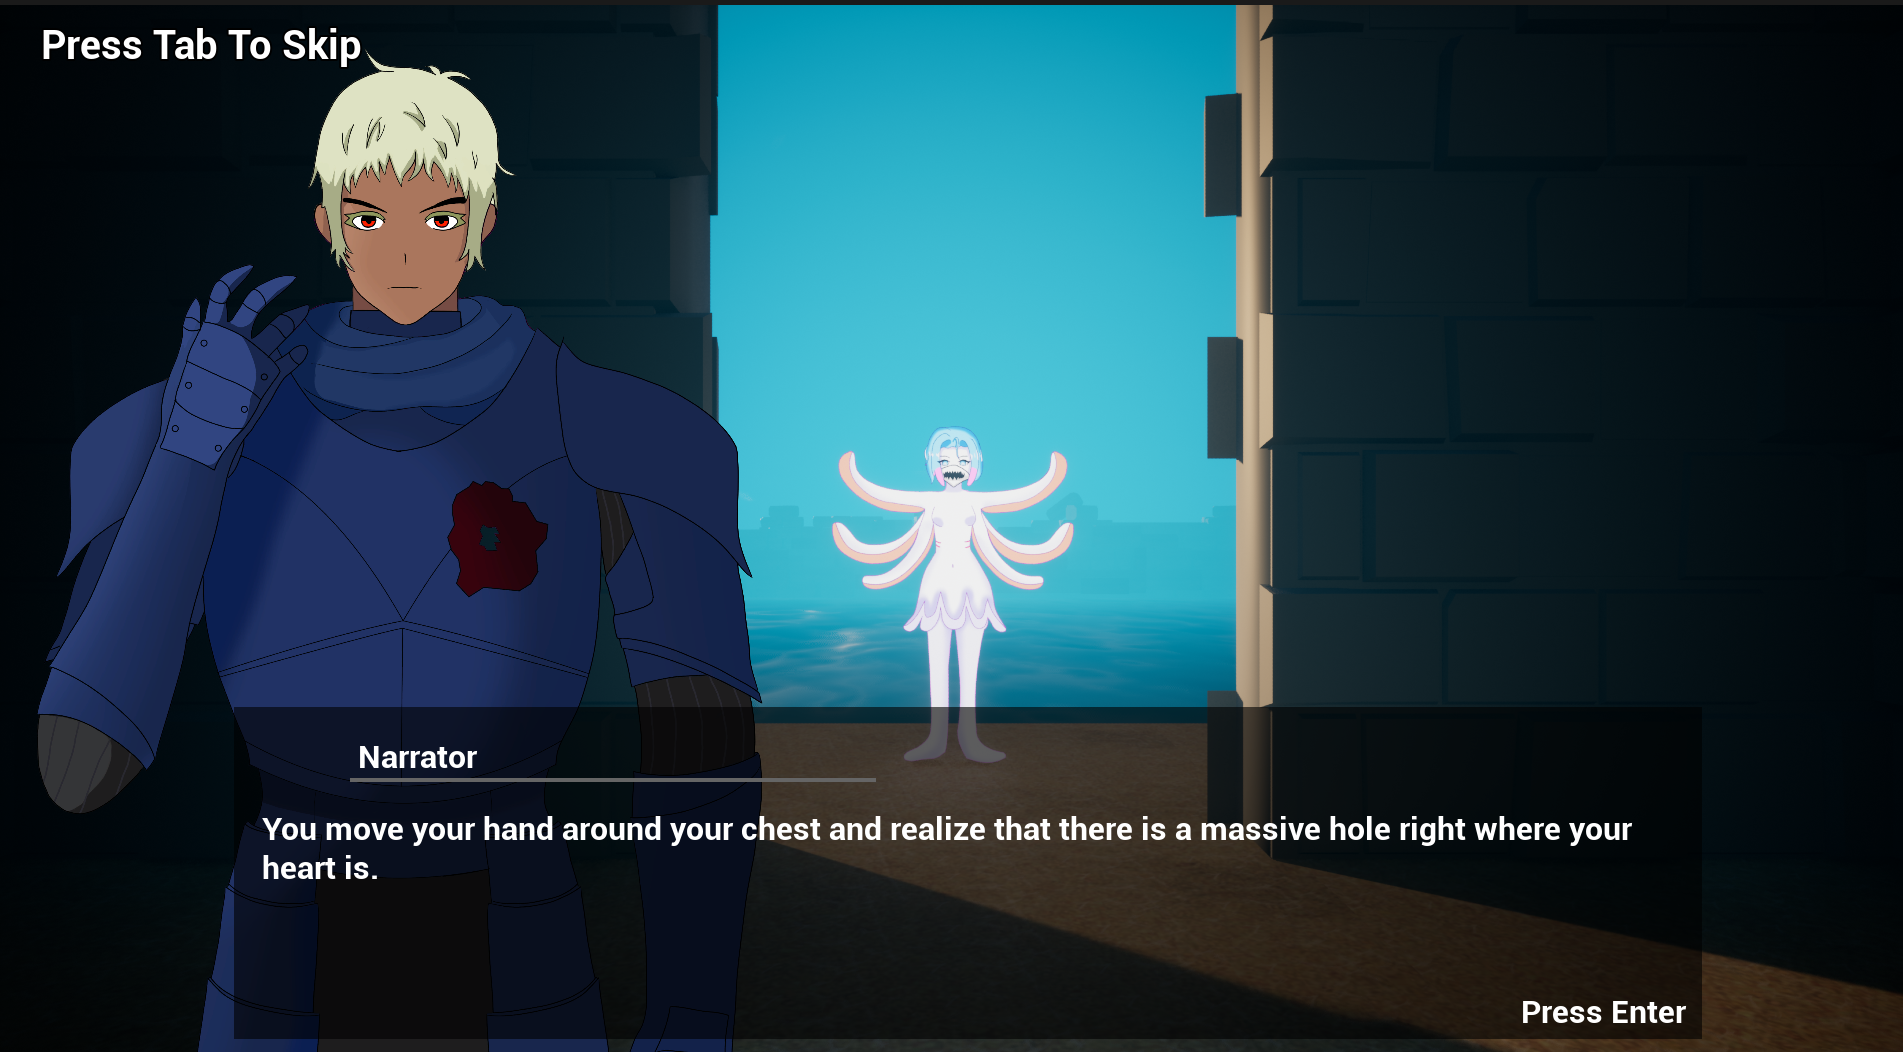 Press Tab To Skip
Narrator
You move your hand around your chest and realize that there is a massive hole right where your
heart is.
Press Enter